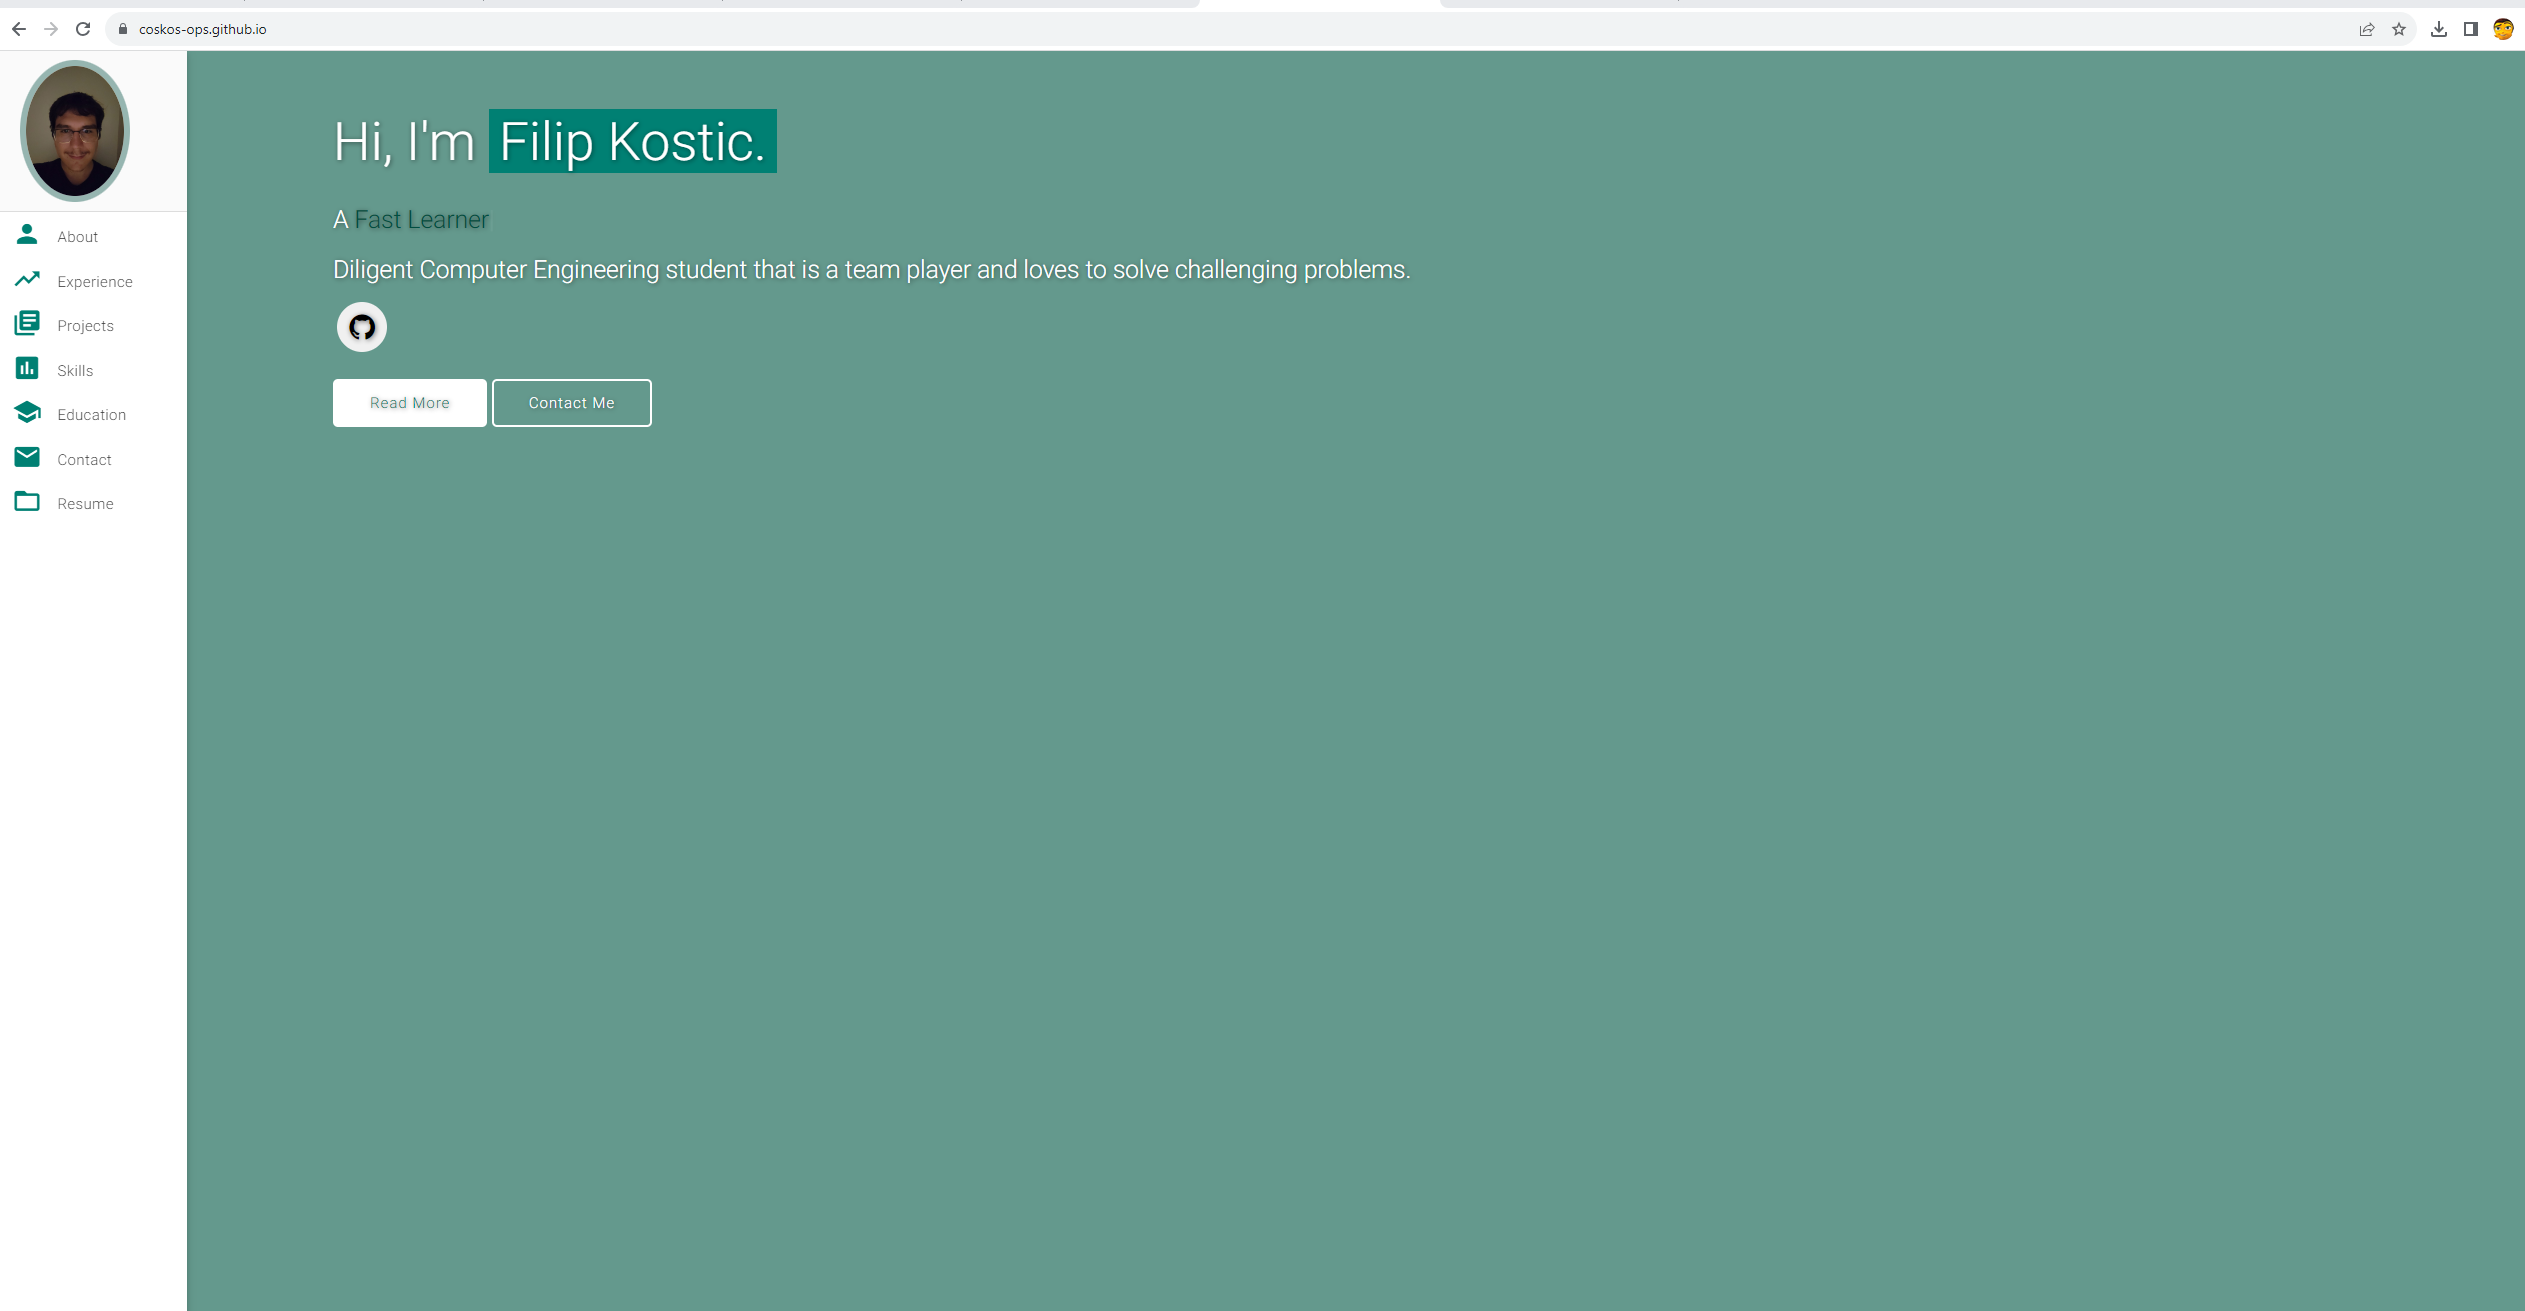 coskos-ops.github.io
Hi, I'm Filip Kostic.
A Fast Learner
Diligent Computer Engineering student that is a team player and loves to solve challenging problems.
Read More
Contact Me
About
Experience
Projects
Skills
Education
Contact
Resume